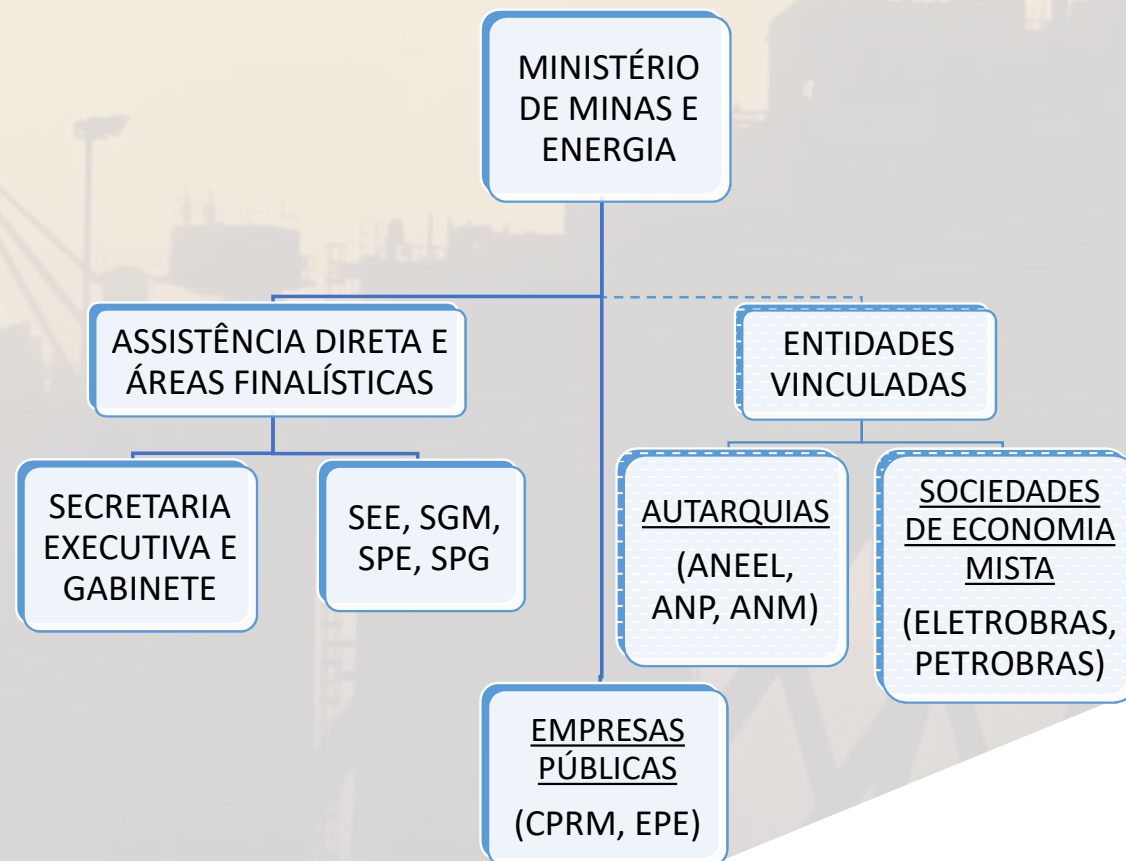 MINISTÉRIO
DE MINAS E
ENERGIA
ASSISTÊNCIA DIRETA E
ÁREAS FINALÍSTICAS
ENTIDADES
VINCULADAS
SECRETARIA
EXECUTIVA E
GABINETE
SEE, SGM,
SPE, SPG
AUTARQUIAS
(ANEEL,
ANP, ANM)
SOCIEDADES
DE ECONOMIA
MISTA
(ELETROBRAS,
PETROBRAS)
EMPRESAS
PÚBLICAS
(CPRM, EPE)